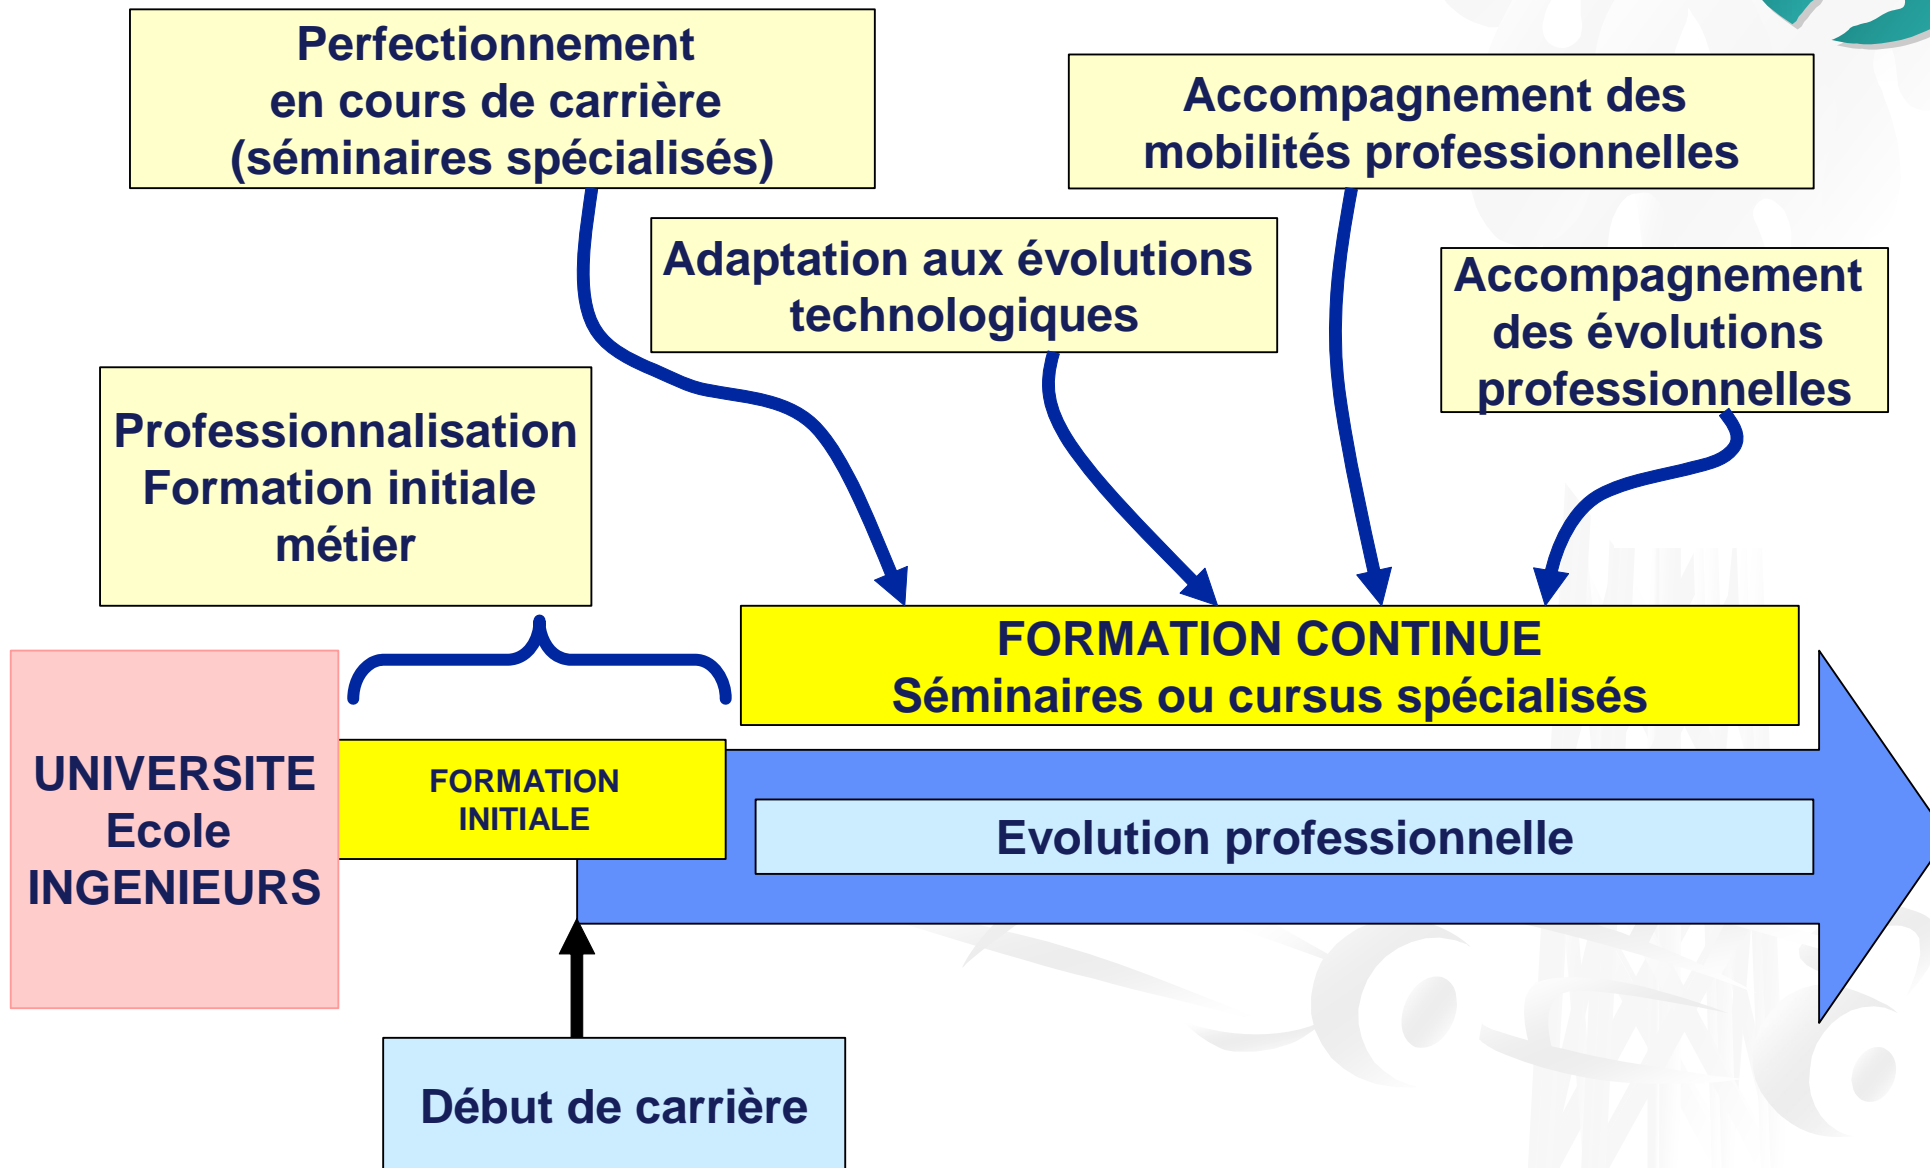 Perfectionnement
en cours de carrière
(séminaires spécialisés)
Accompagnement des
mobilités professionnelles
Adaptation aux évolutions
technologiques
Accompagnement
des évolutions
professionnelles
Professionnalisation
Formation initiale
métier
FORMATION CONTINUE
Séminaires ou cursus spécialisés
UNIVERSITE
Ecole
INGENIEURS
FORMATION
INITIALE
Evolution professionnelle
Début de carrière